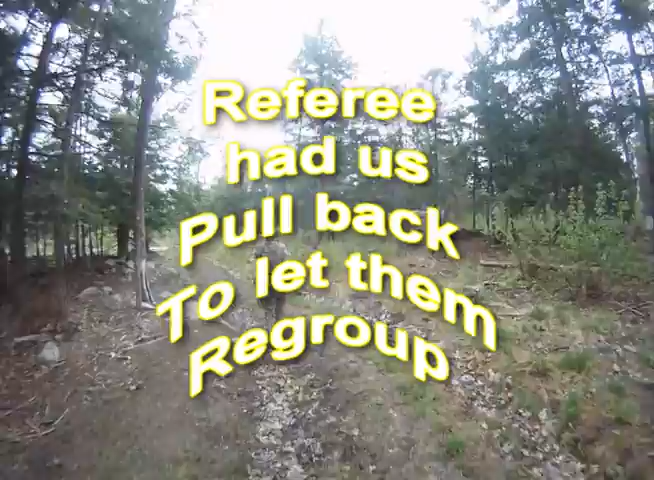 Referee
had us
Pull back
To let them
Regroup